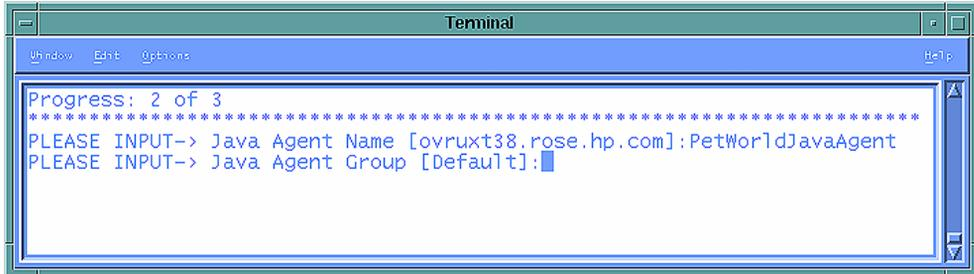 Terminal
Window Edit Options Help
Progress: 2 of 3
**************************************************************************
PLEASE INPUT-> Java Agent Name [ovruxt38.rose.hp.com]:PetWorldJavaAgent
PLEASE INPUT-> Java Agent Group [Default]: